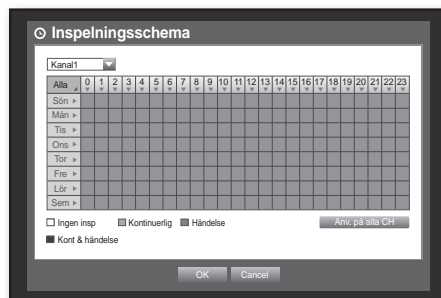 Inspelningsschema
Kanal1
Alla 0 1 2 3 4 5 6 7 8 9 10 11 12 13 14 15 16 17 18 19 20 21 22 23
Sön
Mån
Tis
Ons
Tor
Fre
Lör
Sem
Ingen insp Kontinuerlig Händelse Anv. på alla CH
Kont & händelse
OK Cancel